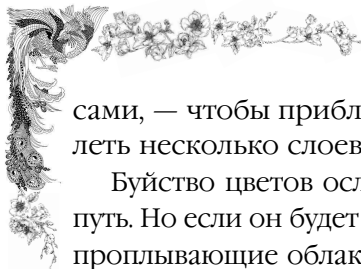 сами, — чтобы прибл
леть несколько слоев
Буйство цветов осл
путь. Но если он будет
проплывающие облак